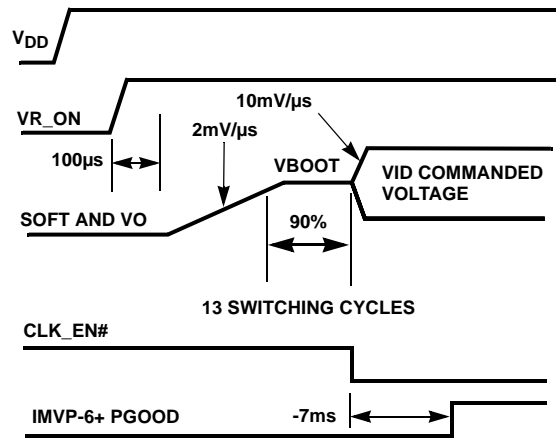 VDD
VR_ON
10mV/µs
2mV/µs
100µs
VBOOT
VID COMMANDED
VOLTAGE
SOFT AND VO
90%
13 SWITCHING CYCLES
CLK_EN#
IMVP-6+ PGOOD
-7ms